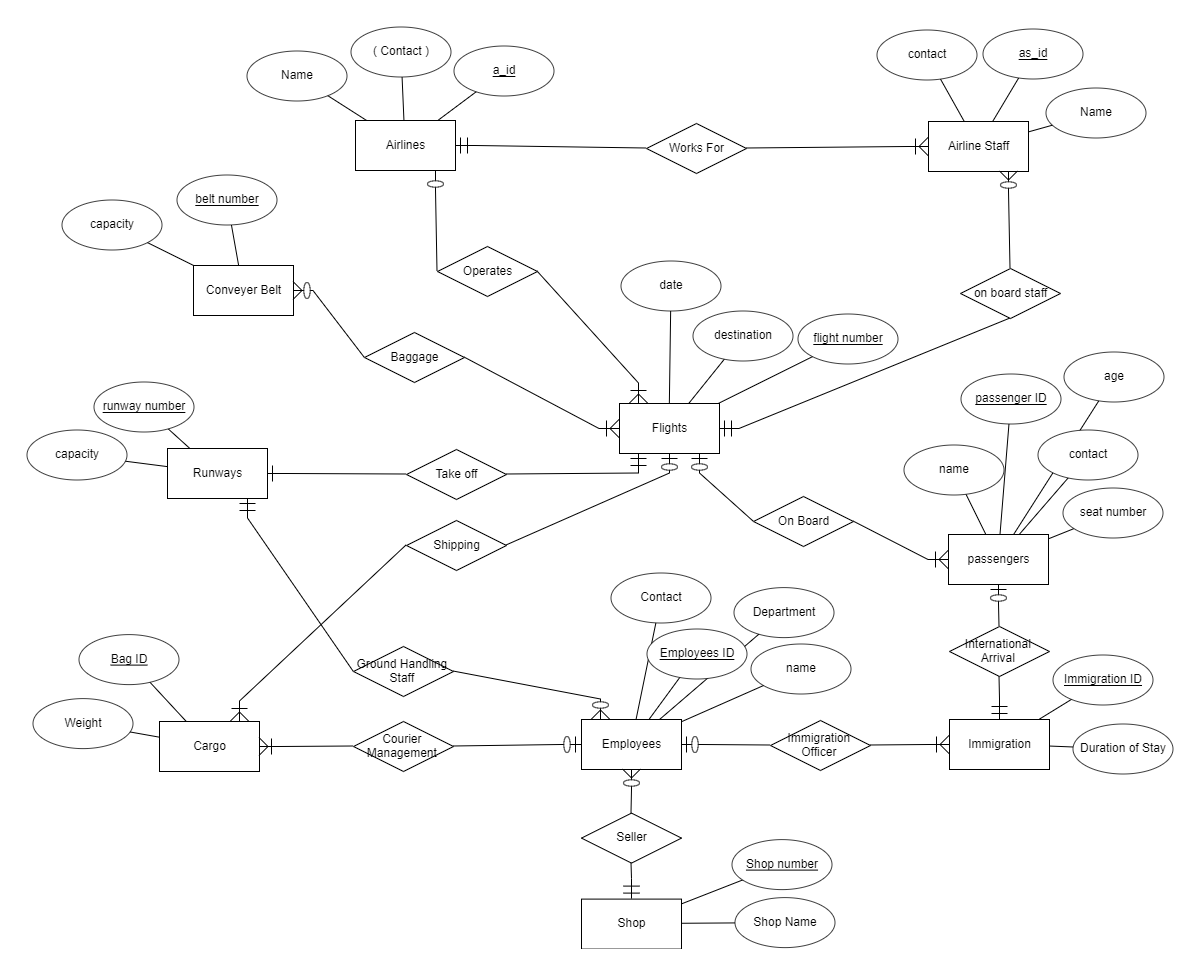 ( Contact )
Name
a_id
contact
as_id
Name
Airlines
Works For
Airline Staff
belt number
capacity
Conveyer Belt
Operates
on board staff
date
destination
flight number
Baggage
runway number
capacity
Runways
Flights
passenger ID
age
contact
name
seat number
Take off
On Board
Shipping
passengers
Contact
Department
Employees ID
name
International
Arrival
Bag ID
Weight
Ground Handling
Staff
Immigration ID
Cargo
Courier
Management
Employees
Immigration
Officer
Immigration
Duration of Stay
Seller
Shop number
Shop
Shop Name